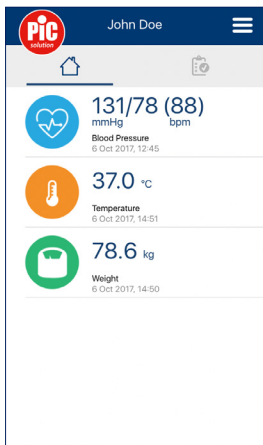 PiC
solution
John Doe
131/78 (88)
mmHg bpm
Blood Pressure
6 Oct 2017, 12:45
37.0 °C
Temperature
6 Oct 2017, 14:51
78.6 kg
Weight
6 Oct 2017, 14:50